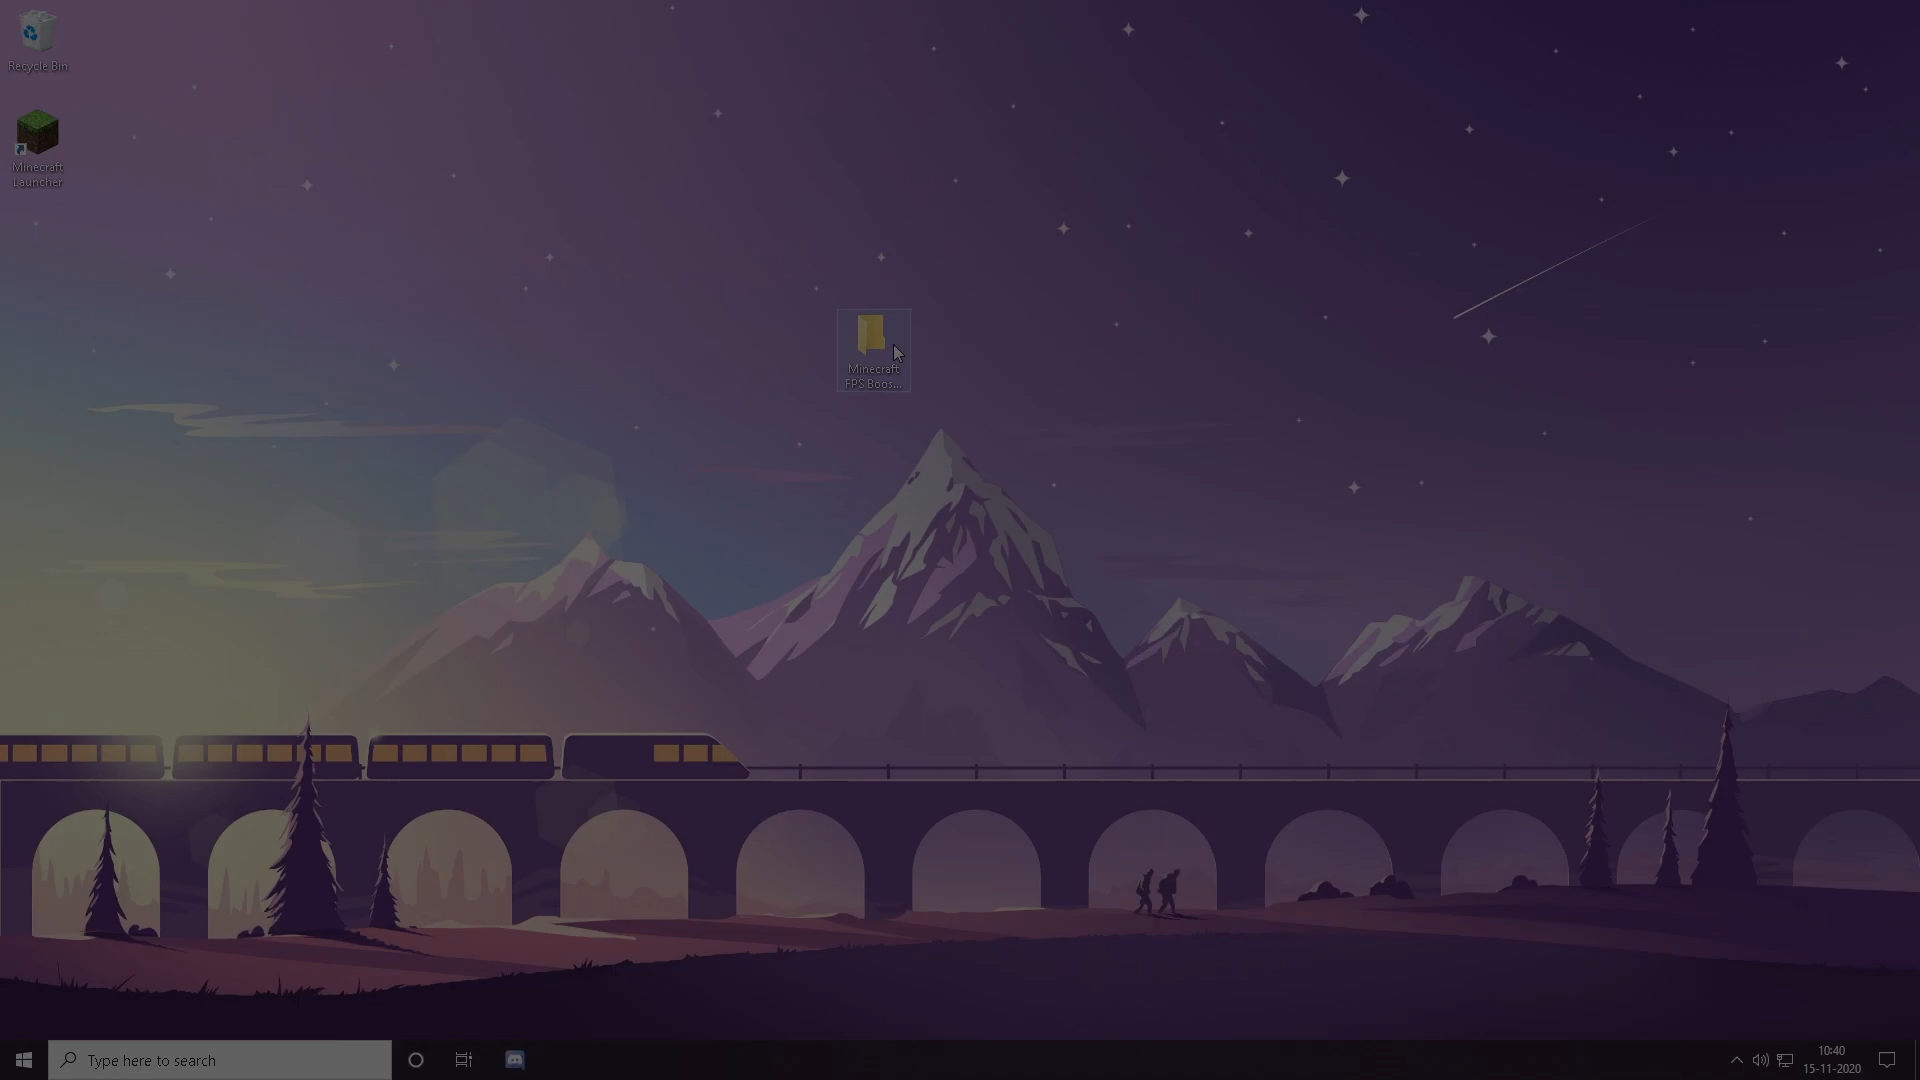 Recycle Bin
Minecraft
Launcher
Minecraft
FPS Boos...
Type here to search
10:40
15-11-2020